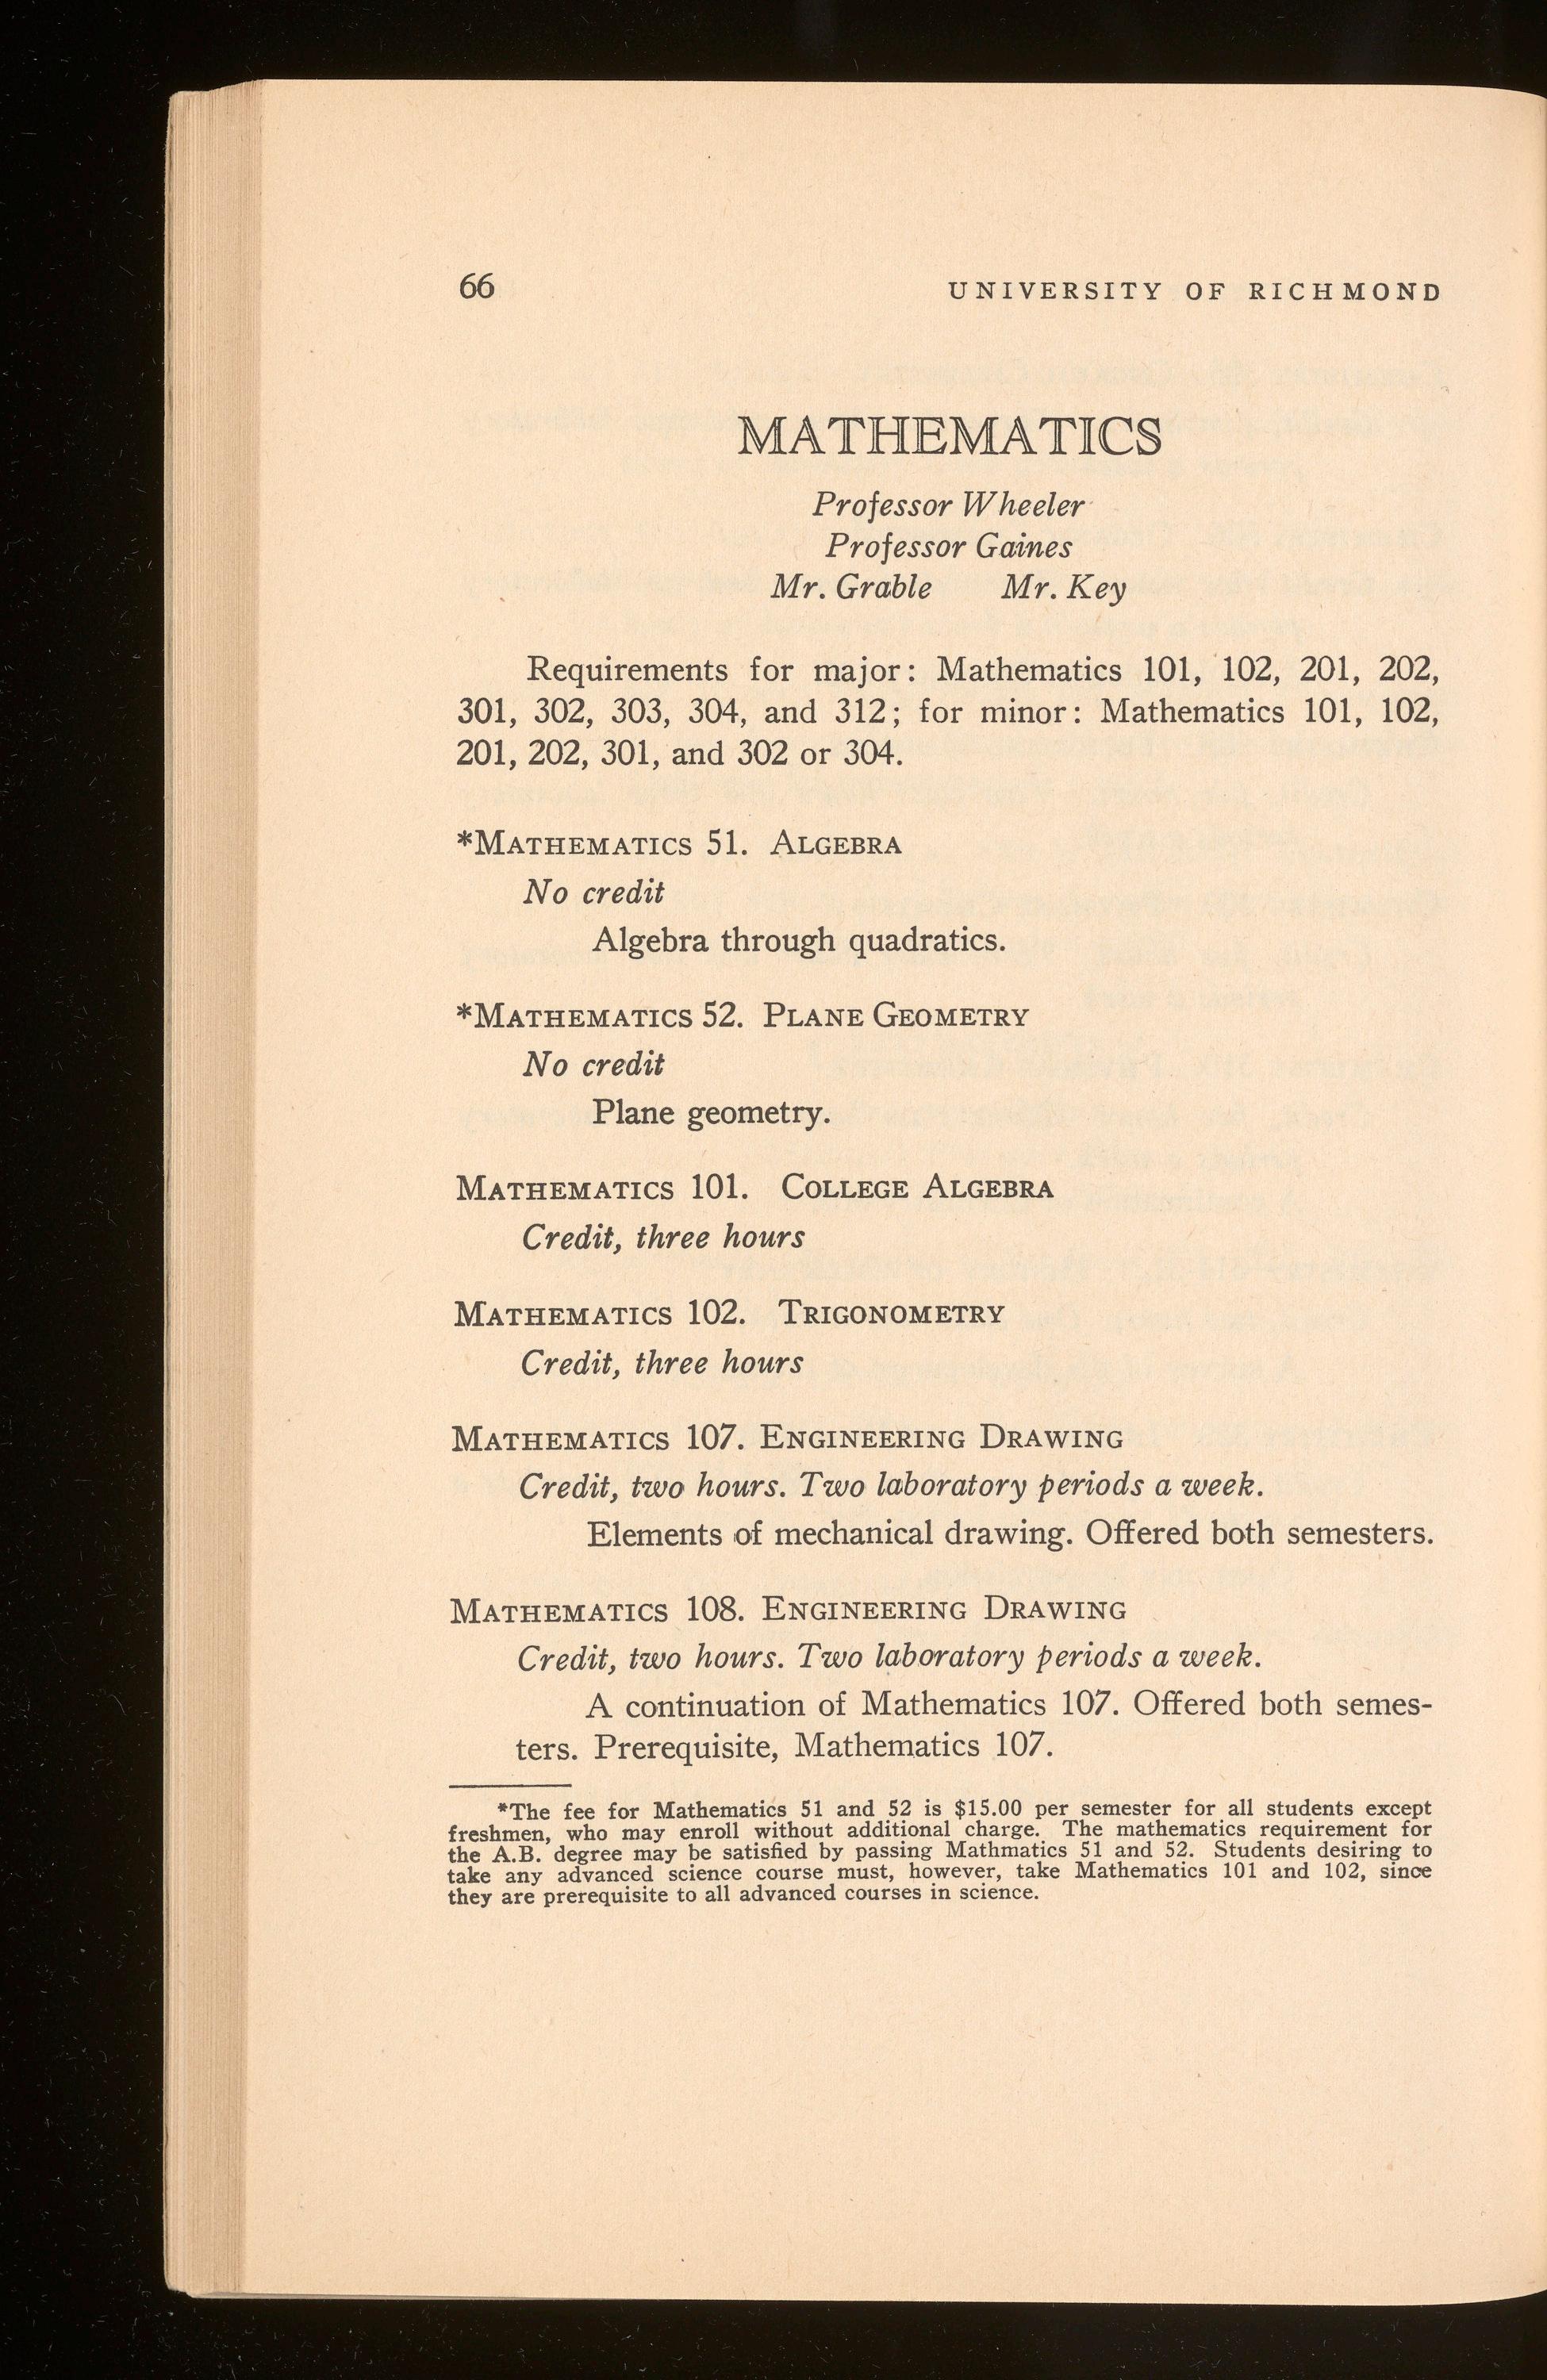 66 UNIVERSITY OF RICHMOND
MATHEMATICS
Professor Wheeler
Professor Gaines
Mr. Grable Mr. Key
Requirements for major: Mathematics 101, 102, 201, 202,
301, 302, 303, 304, and 312; for minor: Mathematics 101, 102,
201, 202, 301, and 302 or 304.
*MATHEMATICS 51. ALGEBRA
No credit
Algebra through quadratics.
*MATHEMATICS 52. PLANE GEOMETRY
No credit
Plane geometry.
MATHEMATICS 101. COLLEGE ALGEBRA
Credit, three hours
MATHEMATICS 102. TRIGONOMETRY
Credit, three hours
MATHEMATICS 107. ENGINEERING DRAWING
Credit, two hours. Two laboratory periods a week.
Elements of mechanical drawing. Offered both semesters.
MATHEMATICS 108. ENGINEERING DRAWING
Credit, two hours. Two laboratory periods a week.
A continuation of Mathematics 107. Offered both semes-
ters. Prerequisite, Mathematics 107.
*The fee for Mathematics 51 and 52 is $15.00 per semester for all students except
freshmen, who may enroll without additional charge. The mathematics requirement for
the A.B. degree may be satisfied by passing Mathmatics 51 and 52. Students desiring to
take any advanced science course must, however, take Mathematics 101 and 102, since
they are prerequisite to all advanced courses in science.